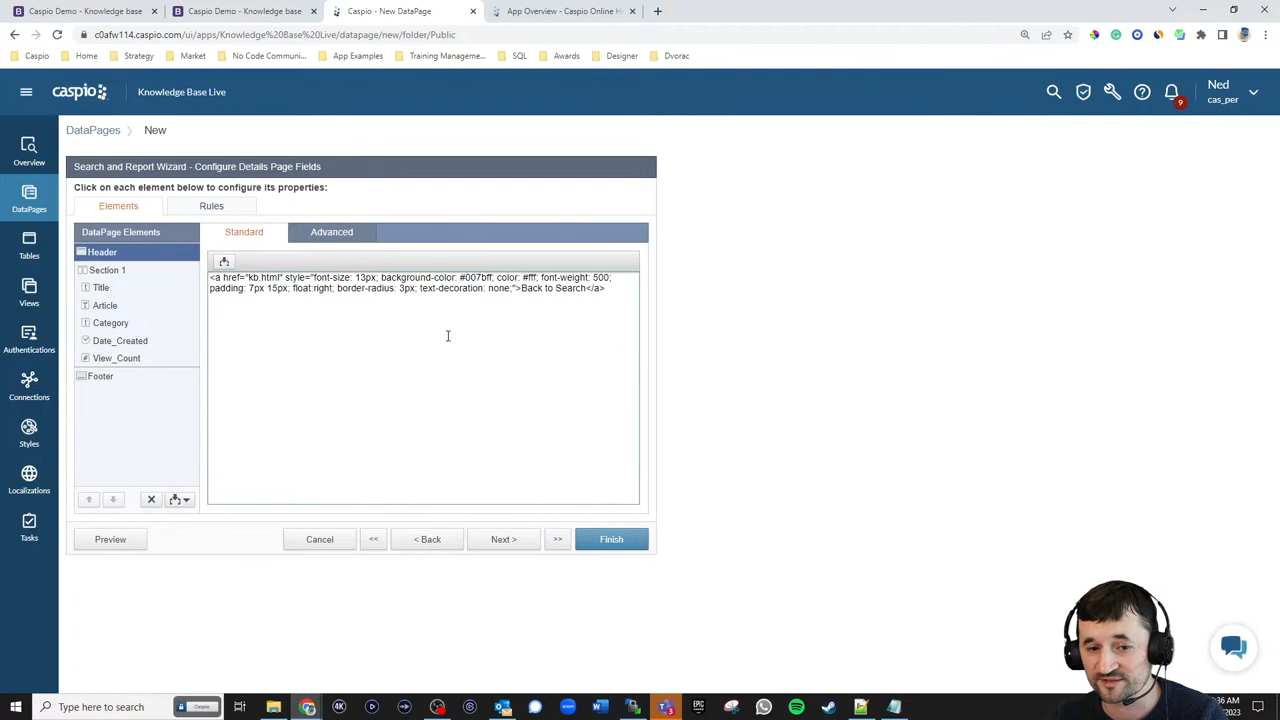 Caspio Demo - Knowledge base
Caspio Demo - Knowledge base
Caspio - New DataPage
App Overview - Caspio Online H
c0afw114.caspio.com/ui/apps/Knowledge%20Base%20Live/datapage/new/folder/Public
Caspio
Home
Strategy
Market
No Code Communi...
App Examples
Training Manageme...
SQL
Awards
Designer
Dvorac
caspio
Knowledge Base Live
9
Ned
cas_per
DataPages
New
Overview
DataPages
Tables
Views
Authentications
Connections
Styles
Localizations
Tasks
Search and Report Wizard - Configure Details Page Fields
Click on each element below to configure its properties:
Elements
Rules
DataPage Elements
Standard
Advanced
Header
Section 1
Title
Article
Category
Date_Created
View_Count
Footer
<a href="kb.html" style="font-size: 13px; background-color: #007bff; color: #fff; font-weight: 500;
padding: 7px 15px; float:right; border-radius: 3px; text-decoration: none;">Back to Search</a>
Preview
Cancel
<<
< Back
Next >
>>
Finish
Type here to search
Caspio